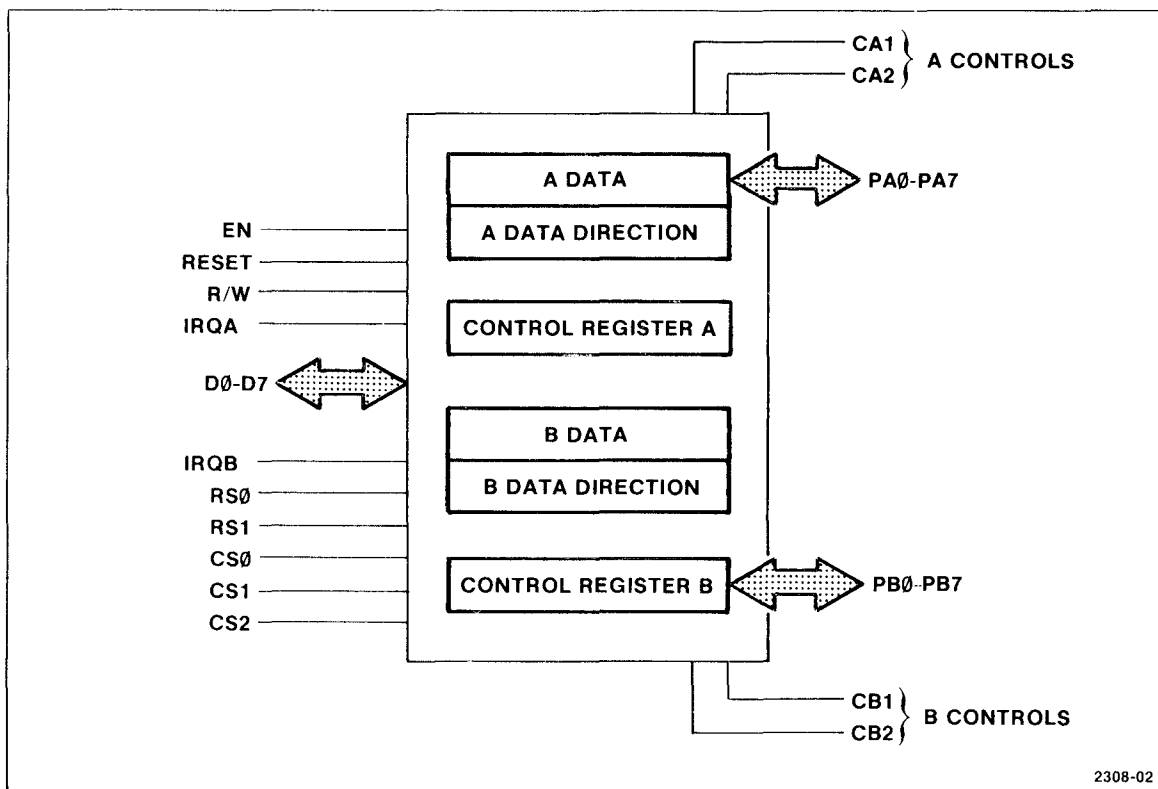 CA1
CA2
A CONTROLS
A DATA
PAØ-PA7
A DATA DIRECTION
EN
RESET
R/W
IRQA
CONTROL REGISTER A
DØ-D7
B DATA
IRQB
B DATA DIRECTION
RSØ
RS1
CSØ
CONTROL REGISTER B
PBØ-PB7
CS1
CS2
CB1
CB2
B CONTROLS
2308-02